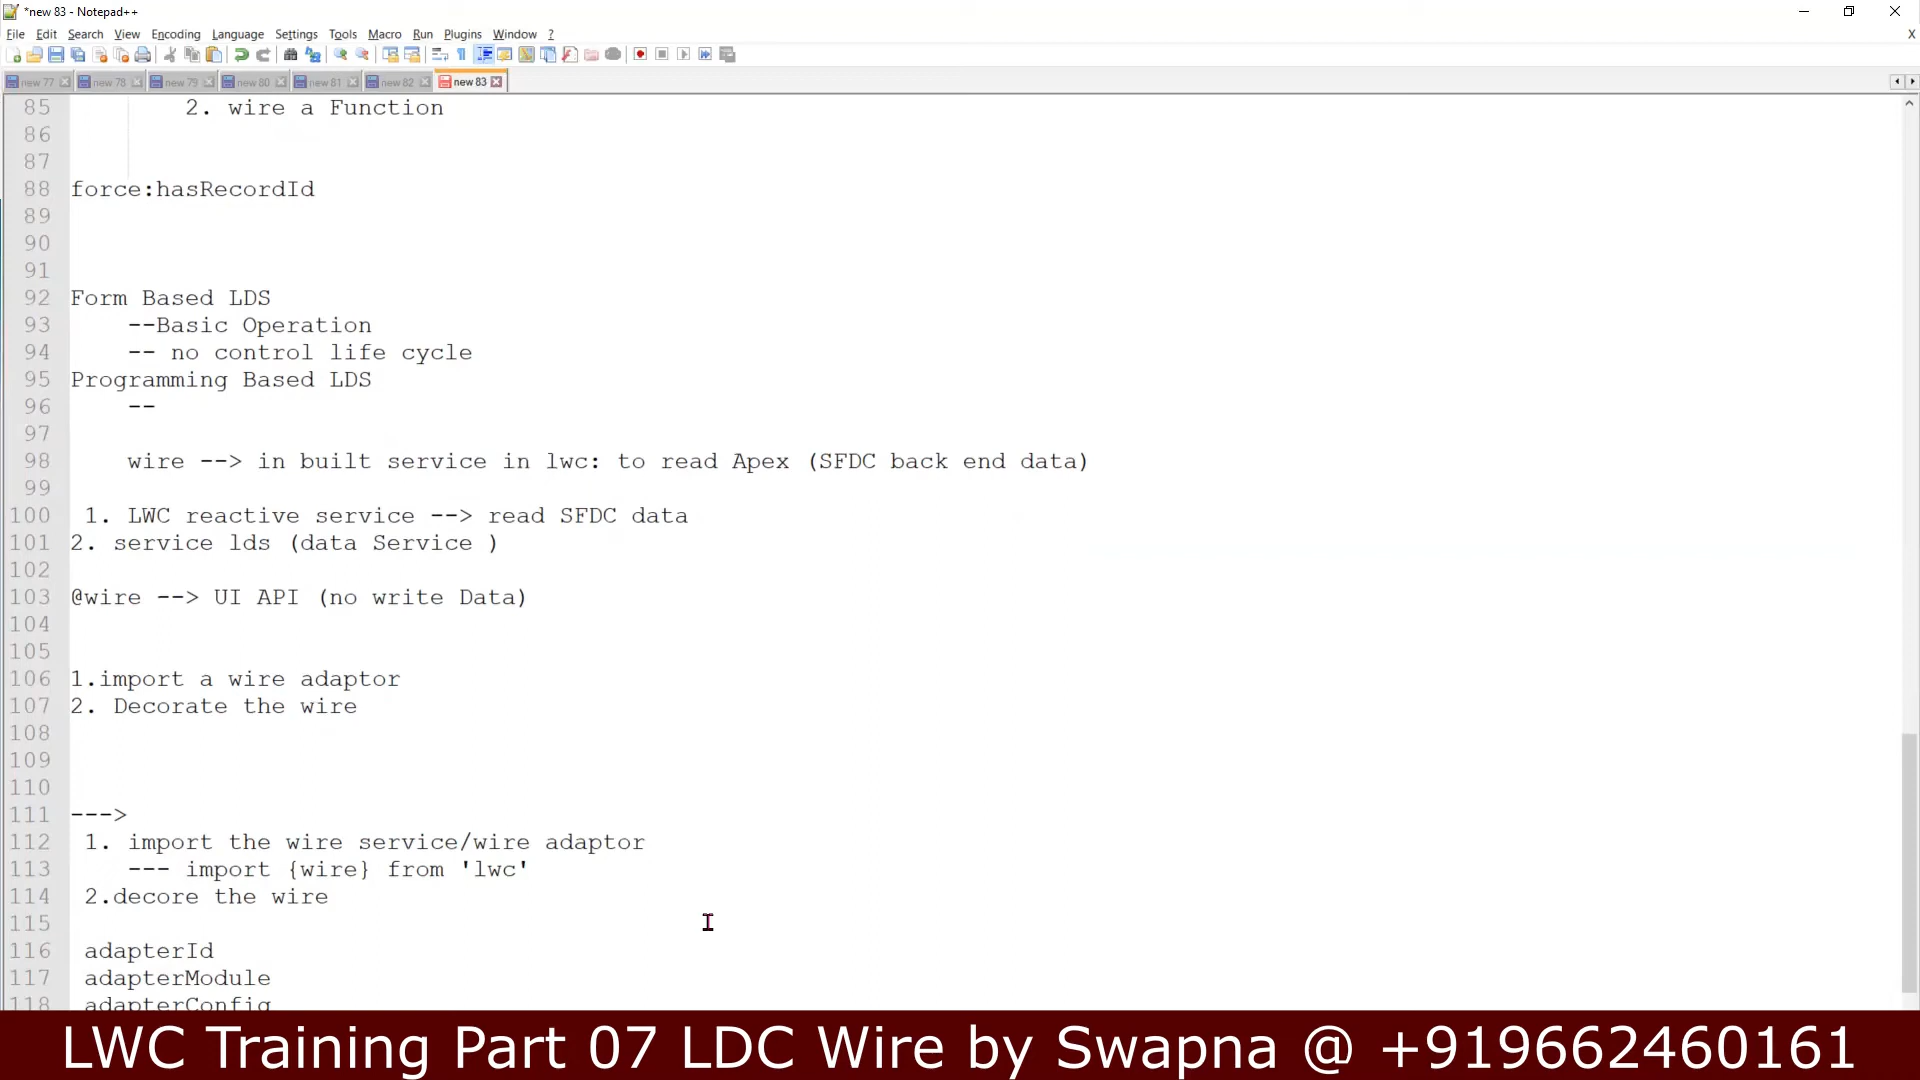 *new 83 - Notepad++
File Edit Search View Encoding Language Settings Tools Macro Run Plugins Window ? X
new 77 new 78 new 79 new 80 new 81 new 82 new 83
85 2. wire a Function
86
87
88 force:hasRecordId
89
90
91
92 Form Based LDS
93 --Basic Operation
94 -- no control life cycle
95 Programming Based LDS
96 --
97
98 wire --> in built service in lwc: to read Apex (SFDC back end data)
99
100 1. LWC reactive service --> read SFDC data
101 2. service lds (data Service )
102
103 @wire --> UI API (no write Data)
104
105
106 1.import a wire adaptor
107 2. Decorate the wire
108
109
110
111 --->
112 1. import the wire service/wire adaptor
113 --- import {wire} from 'lwc'
114 2.decore the wire
115
116 adapterId
117 adapterModule
118 adapterConfig
LWC Training Part 07 LDC Wire by Swapna @ +919662460161